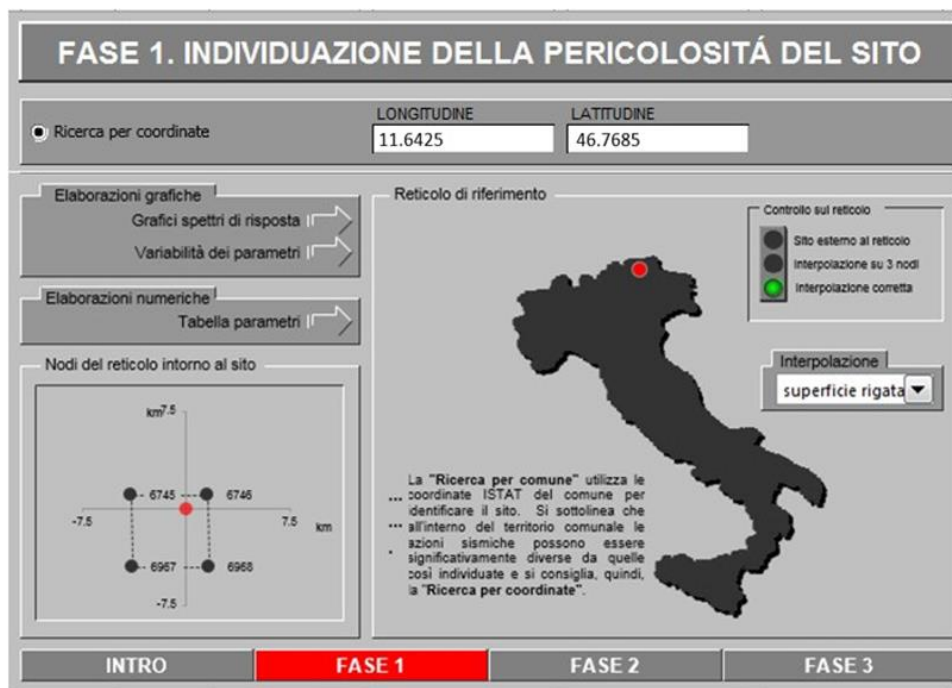 FASE 1. INDIVIDUAZIONE DELLA PERICOLOSITÁ DEL SITO
Ricerca per coordinate
LONGITUDINE
11.6425
LATITUDINE
46.7685
Elaborazioni grafiche
Grafici spettri di risposta
Variabilità dei parametri
Elaborazioni numeriche
Tabella parametri
Nodi del reticolo intorno al sito
km
7.5
6745
6746
-7.5
7.5
km
6967
6968
-7.5
Reticolo di riferimento
Controllo sul reticolo
Sito esterno al reticolo
Interpolazione su 3 nodi
Interpolazione corretta
Interpolazione
superficie rigata
La "Ricerca per comune" utilizza le
... coordinate ISTAT del comune per
identificare il sito. Si sottolinea che
... all'interno del territorio comunale le
azioni sismiche possono essere
. significativamente diverse da quelle
così individuate e si consiglia, quindi,
la "Ricerca per coordinate".
INTRO
FASE 1
FASE 2
FASE 3